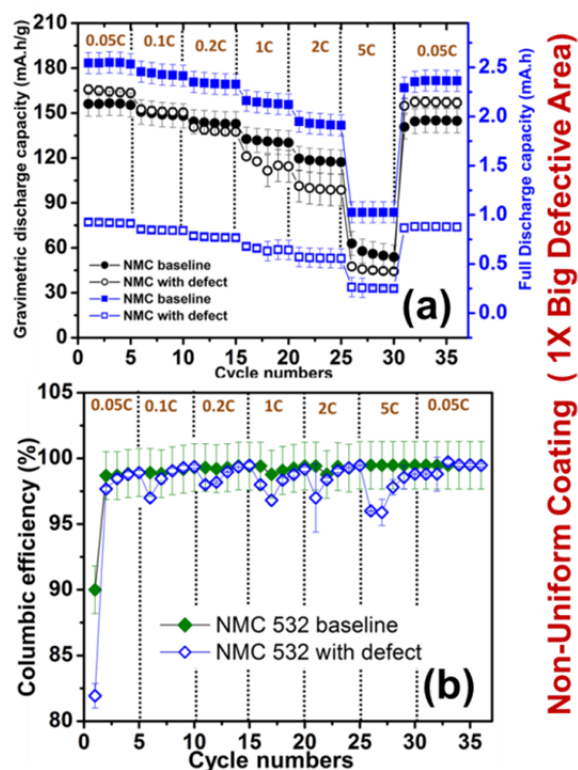 0.05C 0.1C 0.2C 1C 2C 5C 0.05C
Gravimetric discharge capacity (mA.h/g)
210
180
150
120
90
60
30
0
Full Discharge capacity (mA.h)
2.5
2.0
1.5
1.0
0.5
0.0
NMC baseline
NMC with defect
NMC baseline
NMC with defect
(a)
0 5 10 15 20 25 30 35
Cycle numbers
0.05C 0.1C 0.2C 1C 2C 5C 0.05C
Columbic efficiency (%)
105
100
95
90
85
80
NMC 532 baseline
NMC 532 with defect
(b)
0 5 10 15 20 25 30 35
Cycle numbers
Non-Uniform Coating ( 1X Big Defective Area)